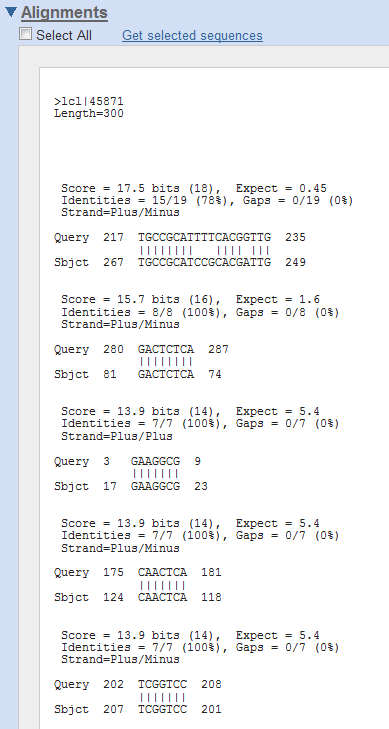 Alignments
Select All Get selected sequences
>lcl|45871
Length=300
Score = 17.5 bits (18), Expect = 0.45
Identities = 15/19 (78%), Gaps = 0/19 (0%)
Strand=Plus/Minus
Query 217 TGCCGCATTTTCACGGTTG 235
|||||||| |||| |||
Sbjct 267 TGCCGCATCCGCACGATTG 249
Score = 15.7 bits (16), Expect = 1.6
Identities = 8/8 (100%), Gaps = 0/8 (0%)
Strand=Plus/Minus
Query 280 GACTCTCA 287
||||||||
Sbjct 81 GACTCTCA 74
Score = 13.9 bits (14), Expect = 5.4
Identities = 7/7 (100%), Gaps = 0/7 (0%)
Strand=Plus/Plus
Query 3 GAAGGCG 9
|||||||
Sbjct 17 GAAGGCG 23
Score = 13.9 bits (14), Expect = 5.4
Identities = 7/7 (100%), Gaps = 0/7 (0%)
Strand=Plus/Minus
Query 175 CAACTCA 181
|||||||
Sbjct 124 CAACTCA 118
Score = 13.9 bits (14), Expect = 5.4
Identities = 7/7 (100%), Gaps = 0/7 (0%)
Strand=Plus/Minus
Query 202 TCGGTCC 208
|||||||
Sbjct 207 TCGGTCC 201